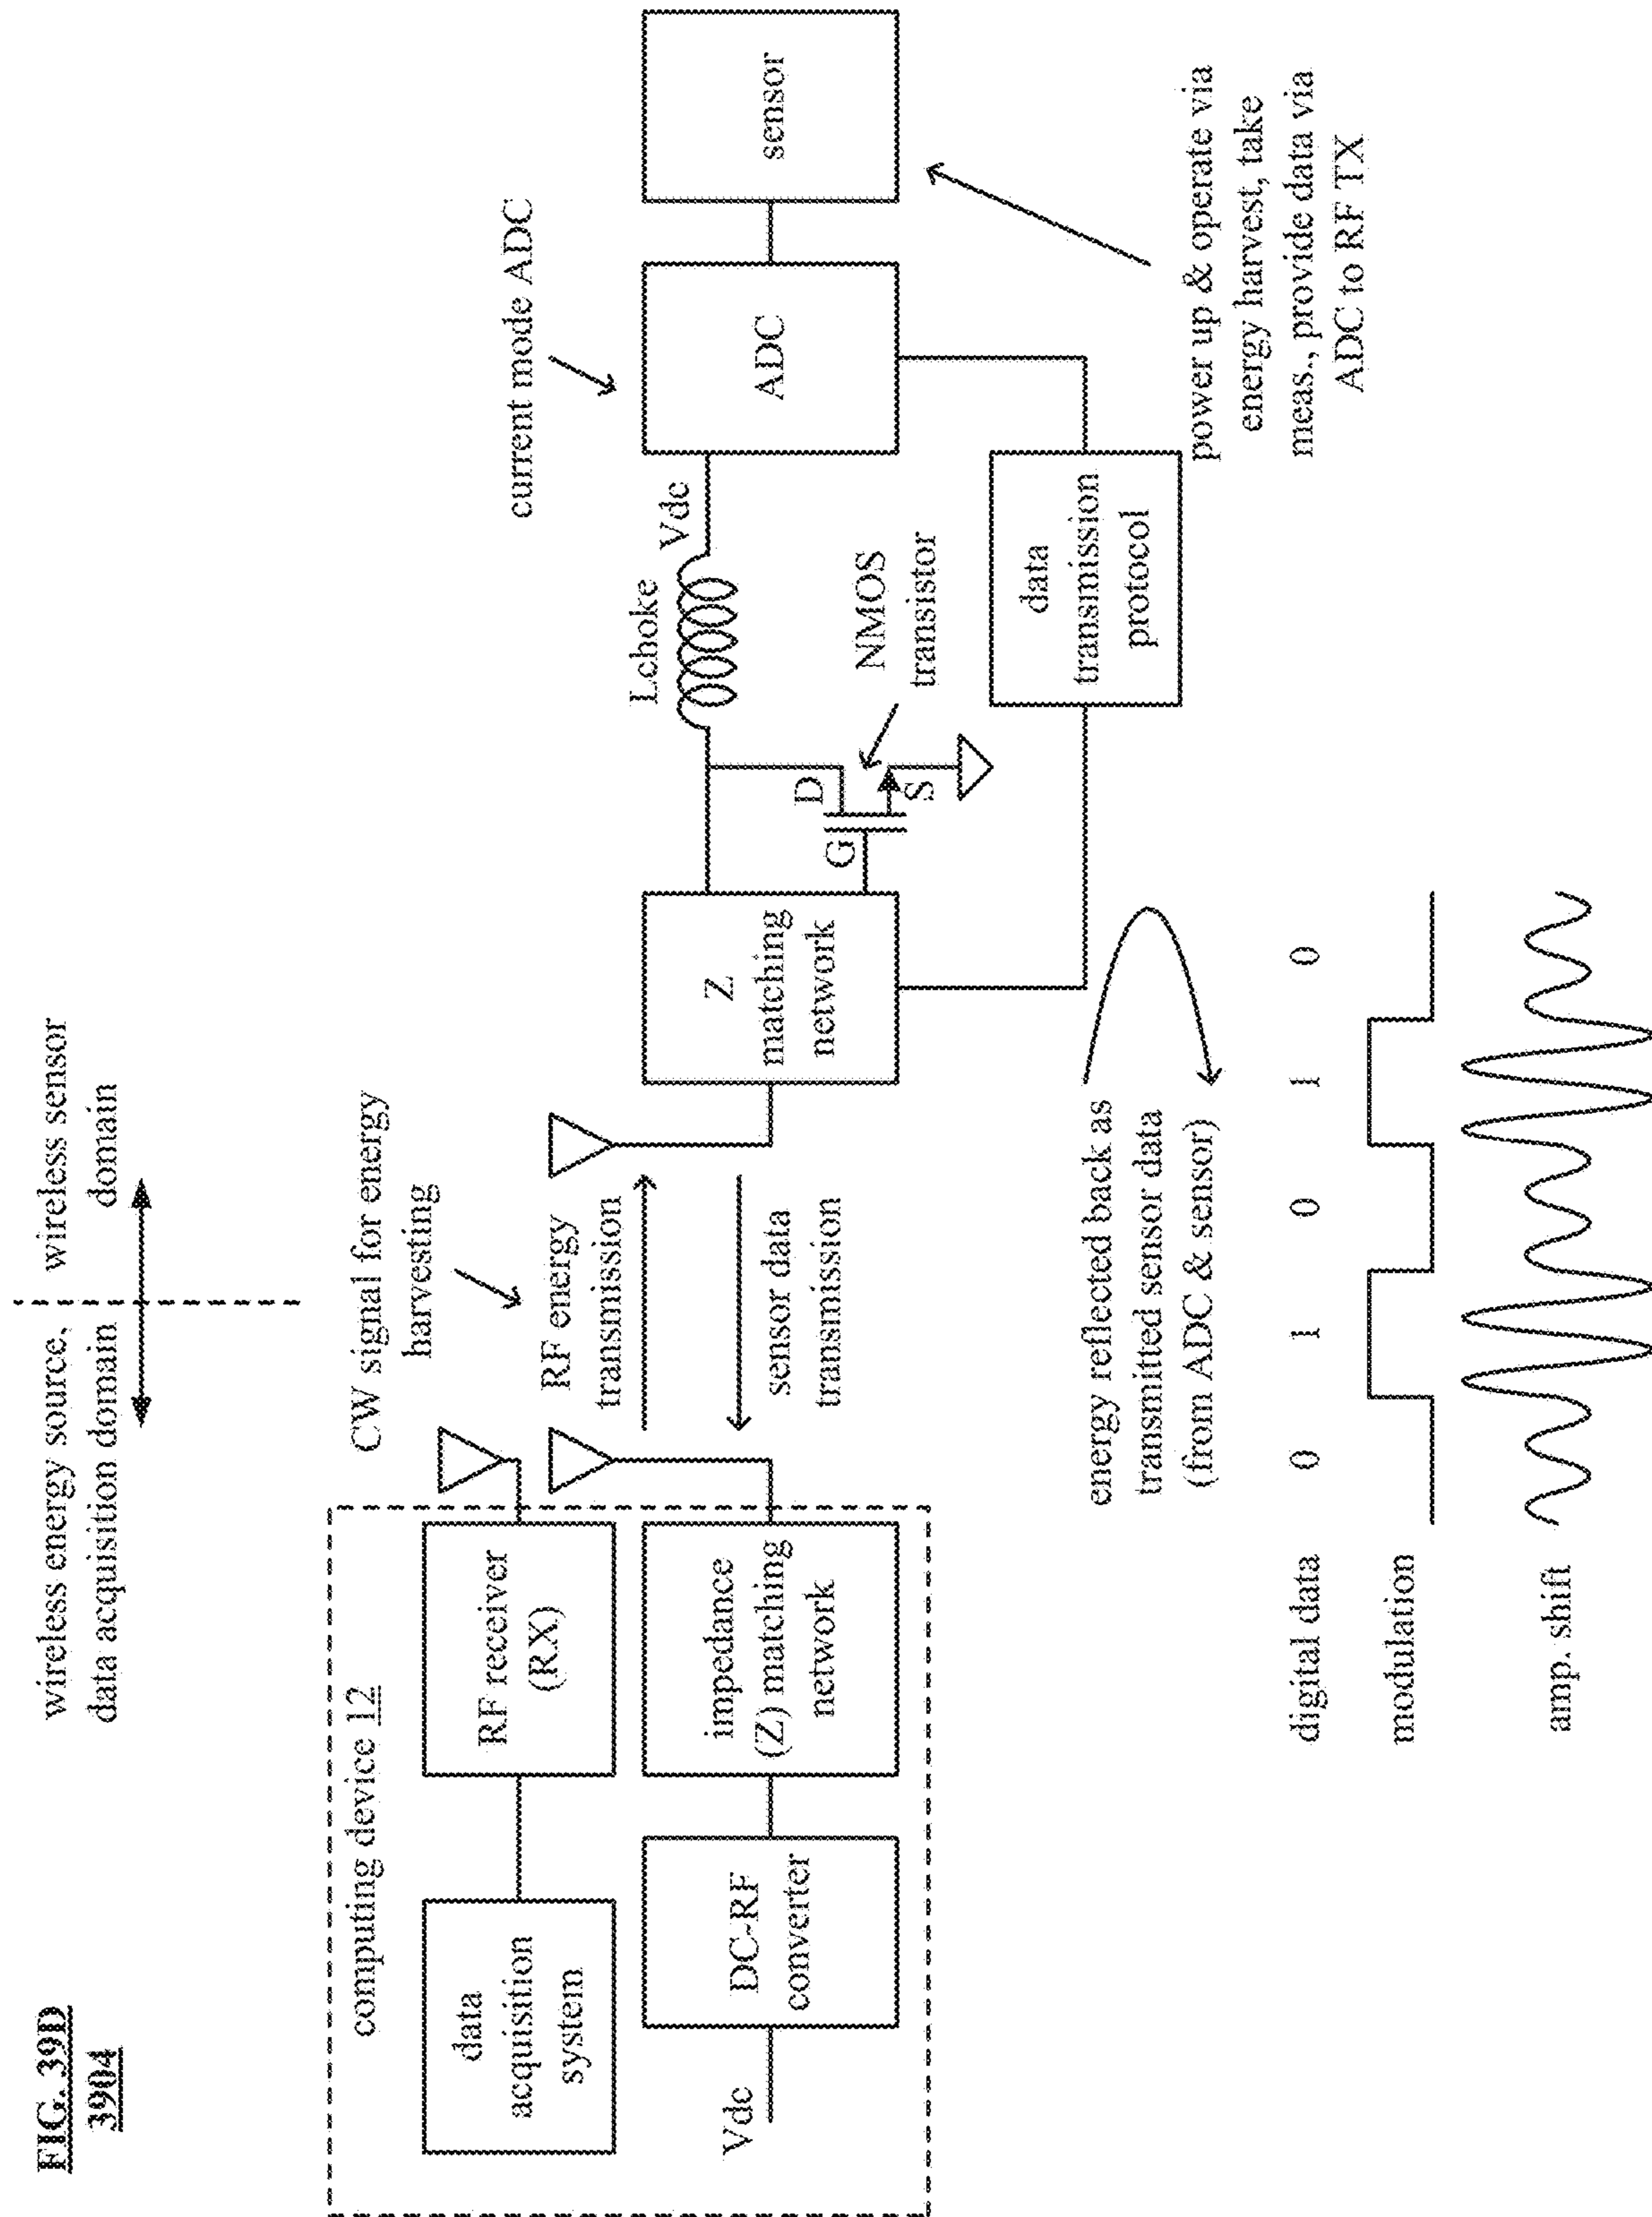 FIG. 39D
3904
wireless energy source,
data acquisition domain
wireless sensor
domain
computing device 12
data
acquisition
system
RF receiver
(RX)
Vdc
DC-RF
converter
impedance
(Z) matching
network
CW signal for energy
harvesting
RF energy
transmission
sensor data
transmission
Z
matching
network
G
D
S
NMOS
transistor
Lchoke
Vdc
current mode ADC
ADC
sensor
data
transmission
protocol
power up & operate via
energy harvest, take
meas., provide data via
ADC to RF TX
energy reflected back as
transmitted sensor data
(from ADC & sensor)
digital data 0 1 0 1 0
modulation
amp. shift